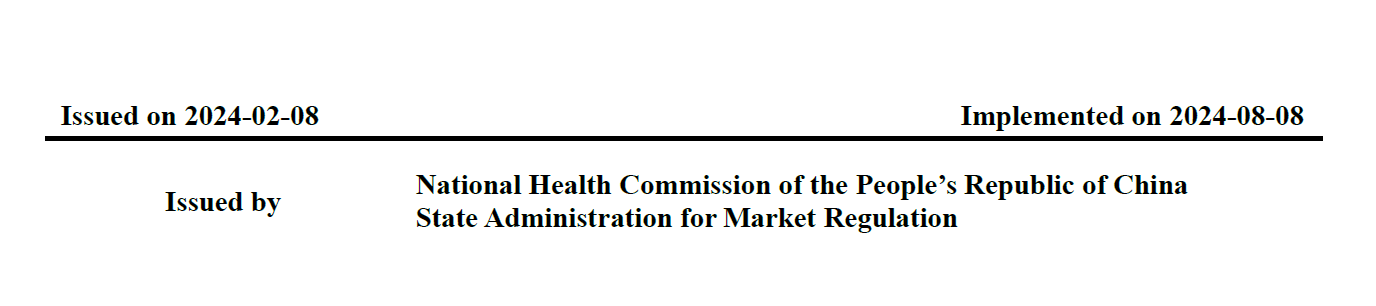 Issued on 2024-02-08
Implemented on 2024-08-08
Issued by
National Health Commission of the People’s Republic of China
State Administration for Market Regulation